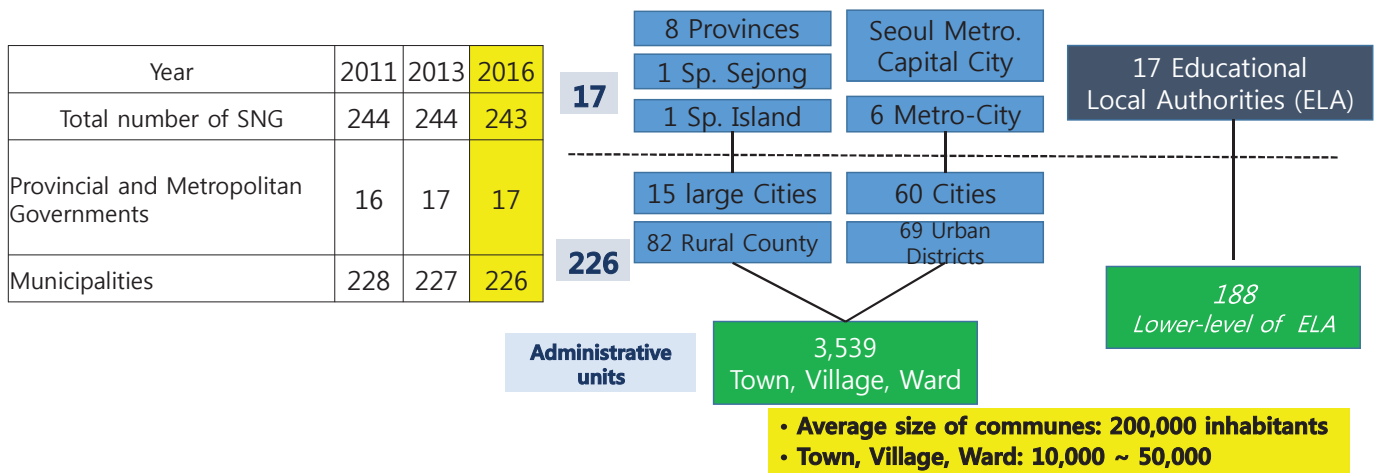 Year 2011 2013 2016
Total number of SNG 244 244 243
Provincial and Metropolitan
Governments 16 17 17
Municipalities 228 227 226
17
8 Provinces
1 Sp. Sejong
1 Sp. Island
Seoul Metro.
Capital City
6 Metro-City
17 Educational
Local Authorities (ELA)
226
15 large Cities
82 Rural County
60 Cities
69 Urban
Districts
188
Lower-level of ELA
Administrative
units
3,539
Town, Village, Ward
• Average size of communes: 200,000 inhabitants
• Town, Village, Ward: 10,000 ~ 50,000